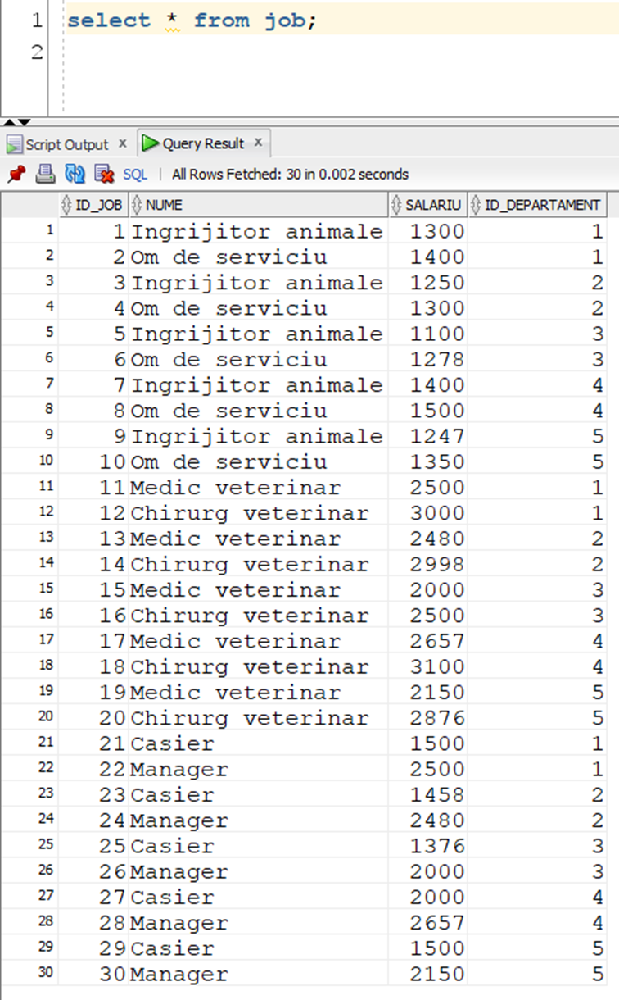 1 select * from job;
2
Script Output x Query Result x
SQL | All Rows Fetched: 30 in 0.002 seconds
ID_JOB NUME SALARIU ID_DEPARTAMENT
1 1 Ingrijitor animale 1300 1
2 2 Om de serviciu 1400 1
3 3 Ingrijitor animale 1250 2
4 4 Om de serviciu 1300 2
5 5 Ingrijitor animale 1100 3
6 6 Om de serviciu 1278 3
7 7 Ingrijitor animale 1400 4
8 8 Om de serviciu 1500 4
9 9 Ingrijitor animale 1247 5
10 10 Om de serviciu 1350 5
11 11 Medic veterinar 2500 1
12 12 Chirurg veterinar 3000 1
13 13 Medic veterinar 2480 2
14 14 Chirurg veterinar 2998 2
15 15 Medic veterinar 2000 3
16 16 Chirurg veterinar 2500 3
17 17 Medic veterinar 2657 4
18 18 Chirurg veterinar 3100 4
19 19 Medic veterinar 2150 5
20 20 Chirurg veterinar 2876 5
21 21 Casier 1500 1
22 22 Manager 2500 1
23 23 Casier 1458 2
24 24 Manager 2480 2
25 25 Casier 1376 3
26 26 Manager 2000 3
27 27 Casier 2000 4
28 28 Manager 2657 4
29 29 Casier 1500 5
30 30 Manager 2150 5